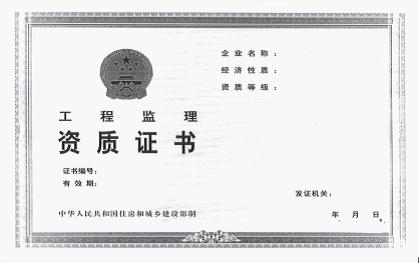 企业名称：
经济性质：
资质等级：
工程监理
资质证书
证书编号：
有效期：
发证机关：
中华人民共和国住房和城乡建设部制
年 月 日